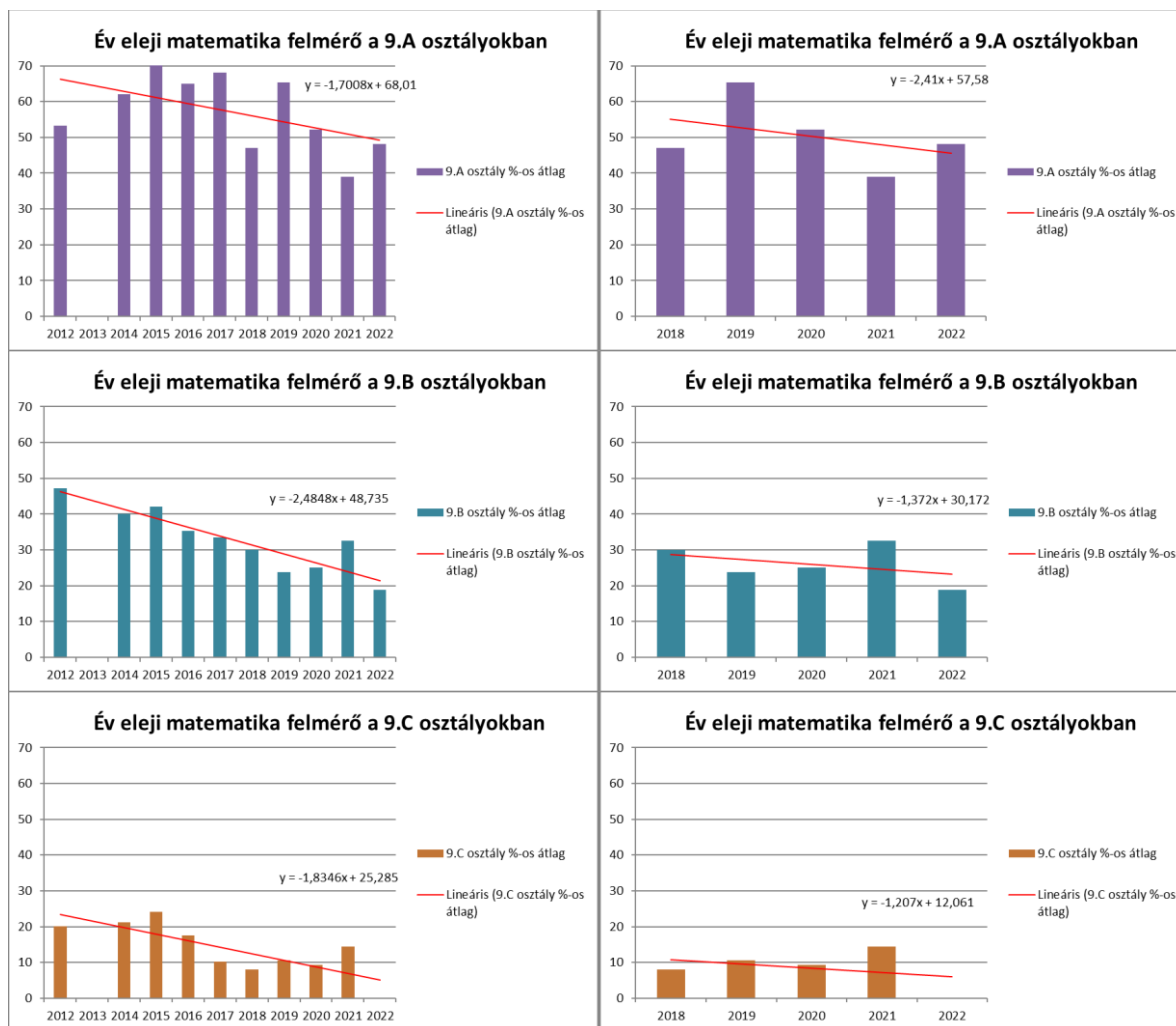 Év eleji matematika felmérő a 9.A osztályokban
70
60
50
40
30
20
10
0
y = -1,7008x + 68,01
2012 2013 2014 2015 2016 2017 2018 2019 2020 2021 2022
9.A osztály %-os átlag
Lineáris (9.A osztály %-os
átlag)
Év eleji matematika felmérő a 9.A osztályokban
70
60
50
40
30
20
10
0
y = -2,41x + 57,58
2018 2019 2020 2021 2022
9.A osztály %-os átlag
Lineáris (9.A osztály %-os
átlag)
Év eleji matematika felmérő a 9.B osztályokban
70
60
50
40
30
20
10
0
y = -2,4848x + 48,735
2012 2013 2014 2015 2016 2017 2018 2019 2020 2021 2022
9.B osztály %-os átlag
Lineáris (9.B osztály %-os
átlag)
Év eleji matematika felmérő a 9.B osztályokban
70
60
50
40
30
20
10
0
y = -1,372x + 30,172
2018 2019 2020 2021 2022
9.B osztály %-os átlag
Lineáris (9.B osztály %-os
átlag)
Év eleji matematika felmérő a 9.C osztályokban
70
60
50
40
30
20
10
0
y = -1,8346x + 25,285
2012 2013 2014 2015 2016 2017 2018 2019 2020 2021 2022
9.C osztály %-os átlag
Lineáris (9.C osztály %-os
átlag)
Év eleji matematika felmérő a 9.C osztályokban
70
60
50
40
30
20
10
0
y = -1,207x + 12,061
2018 2019 2020 2021 2022
9.C osztály %-os átlag
Lineáris (9.C osztály %-os
átlag)